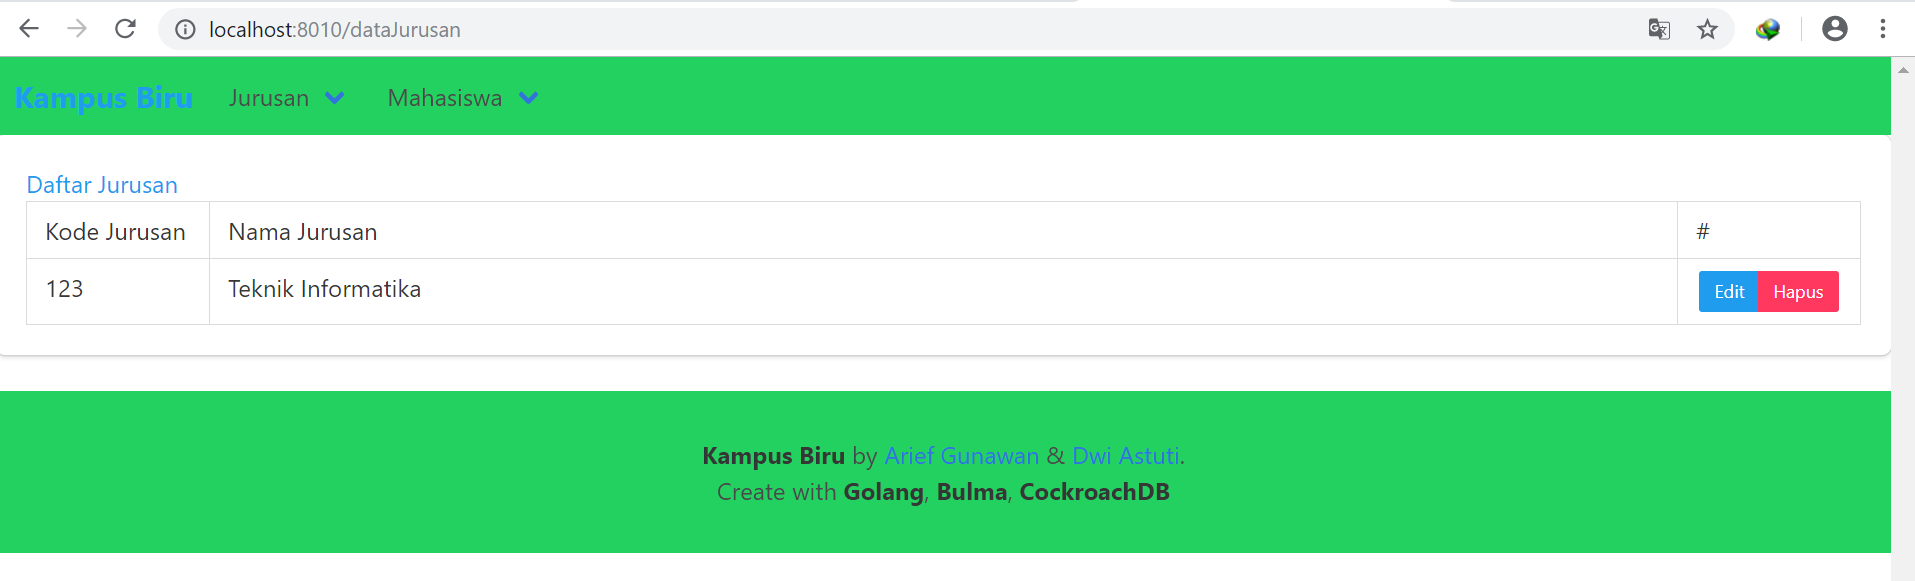 localhost:8010/dataJurusan
Kampus Biru Jurusan Mahasiswa
Daftar Jurusan
Kode Jurusan Nama Jurusan #
123 Teknik Informatika Edit Hapus
Kampus Biru by Arief Gunawan & Dwi Astuti.
Create with Golang, Bulma, CockroachDB